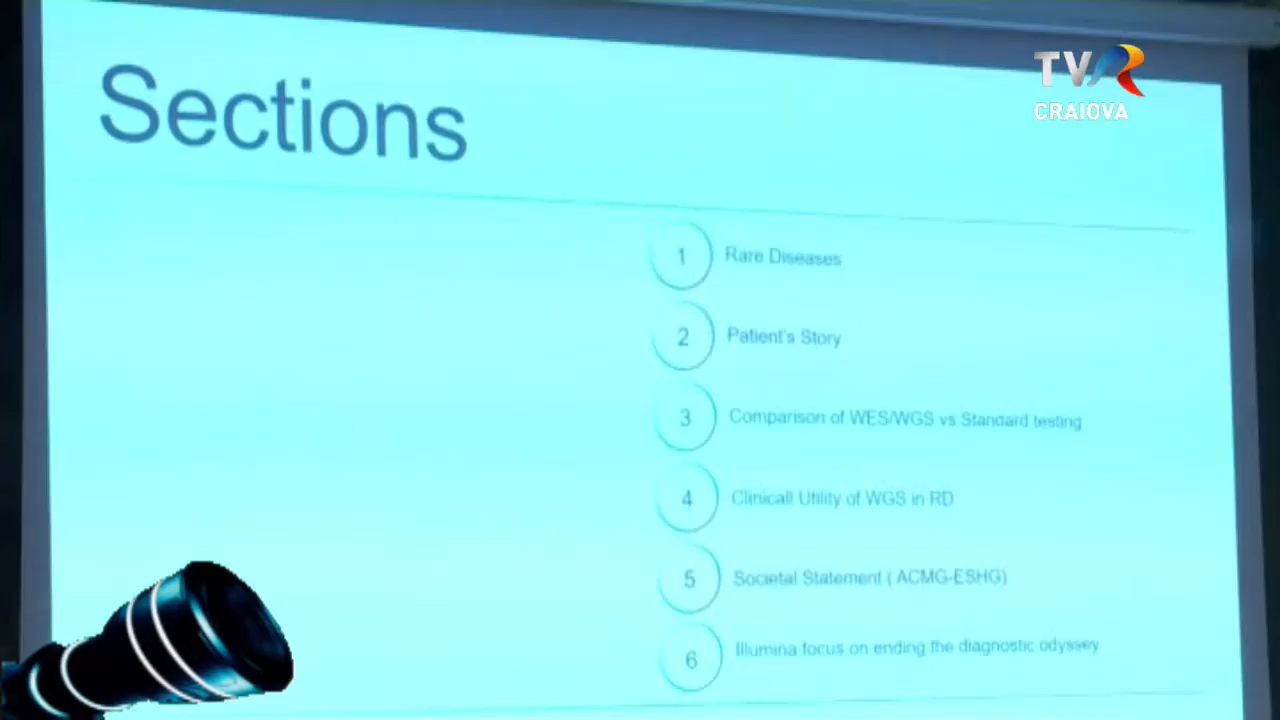 Sections
TVR
CRAIOVA
1 Rare Diseases
2 Patient's Story
3 Comparison of WES/WGS vs Standard testing
4 Clinicall Utility of WGS in RD
5 Societal Statement ( ACMG-ESHG)
6 Illumina focus on ending the diagnostic odyssey